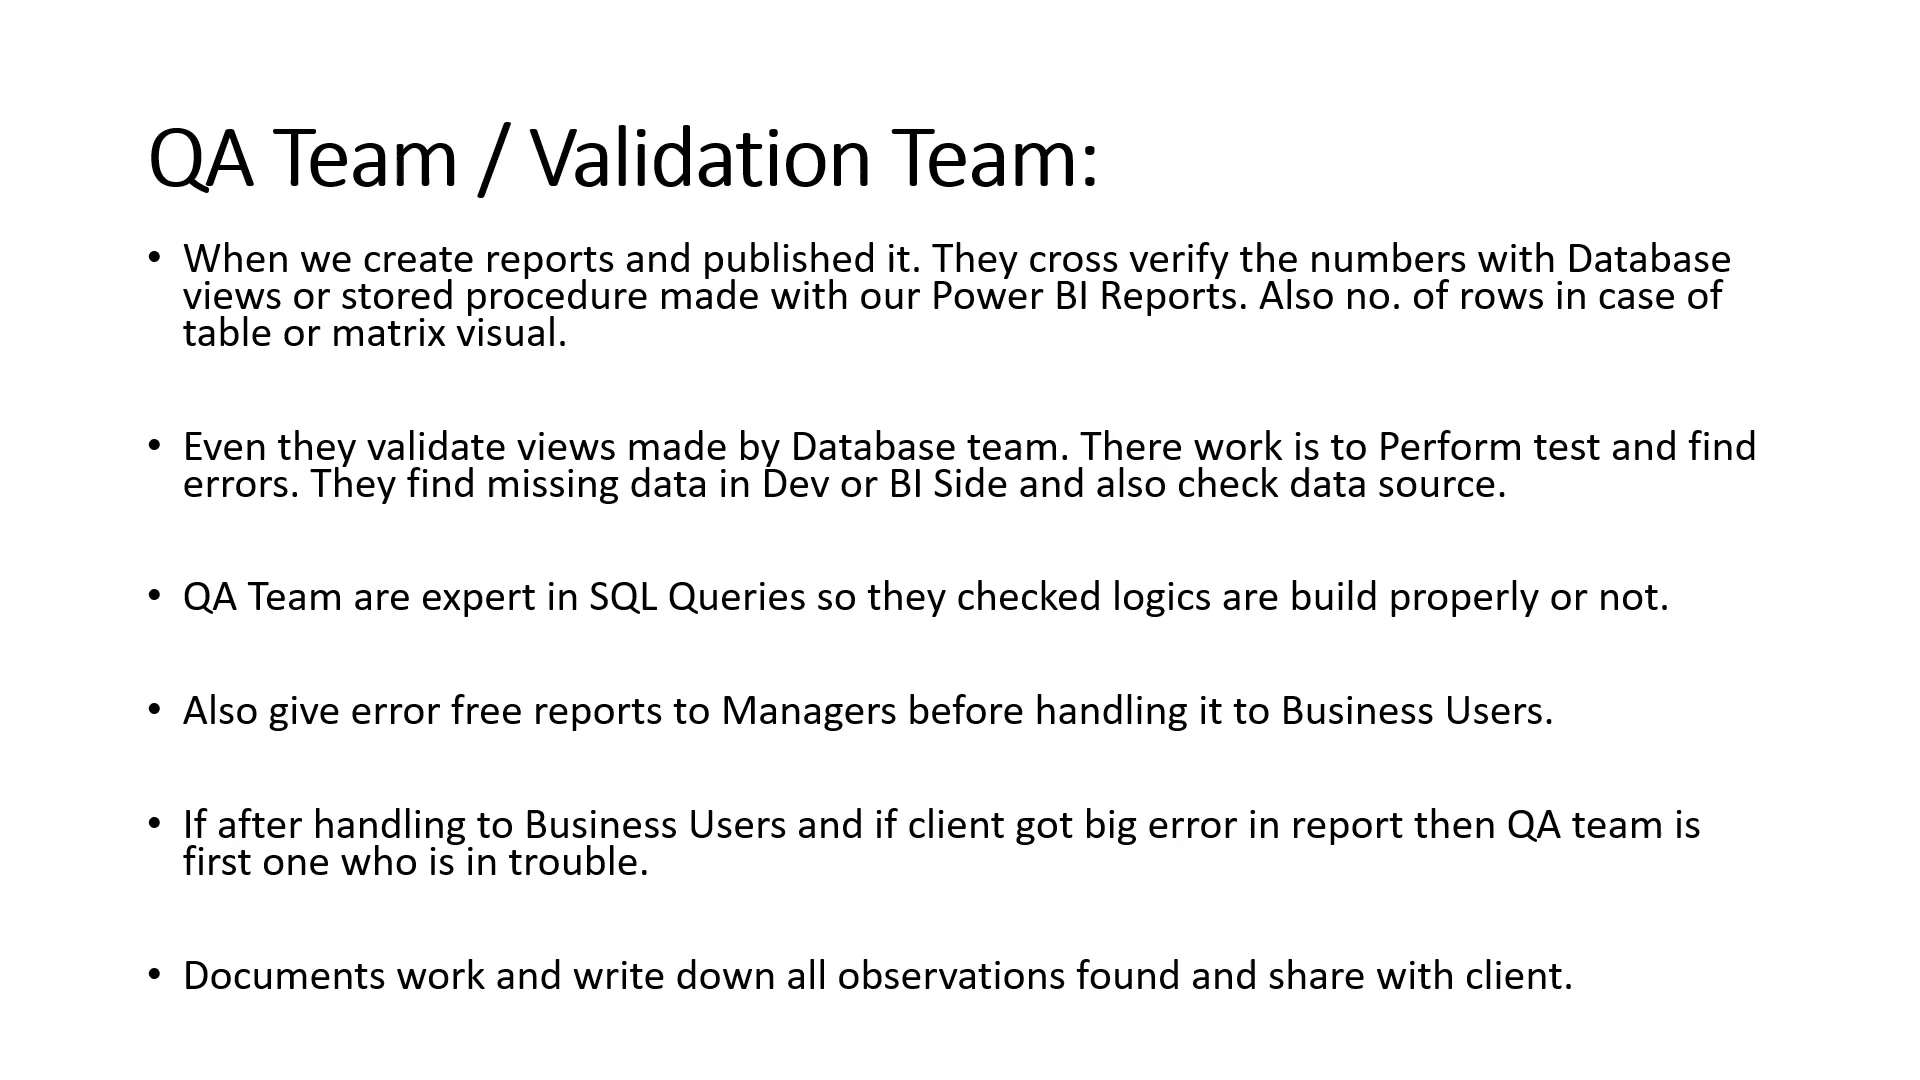 QA Team / Validation Team:
• When we create reports and published it. They cross verify the numbers with Database
views or stored procedure made with our Power BI Reports. Also no. of rows in case of
table or matrix visual.
• Even they validate views made by Database team. There work is to Perform test and find
errors. They find missing data in Dev or BI Side and also check data source.
• QA Team are expert in SQL Queries so they checked logics are build properly or not.
• Also give error free reports to Managers before handling it to Business Users.
• If after handling to Business Users and if client got big error in report then QA team is
first one who is in trouble.
• Documents work and write down all observations found and share with client.